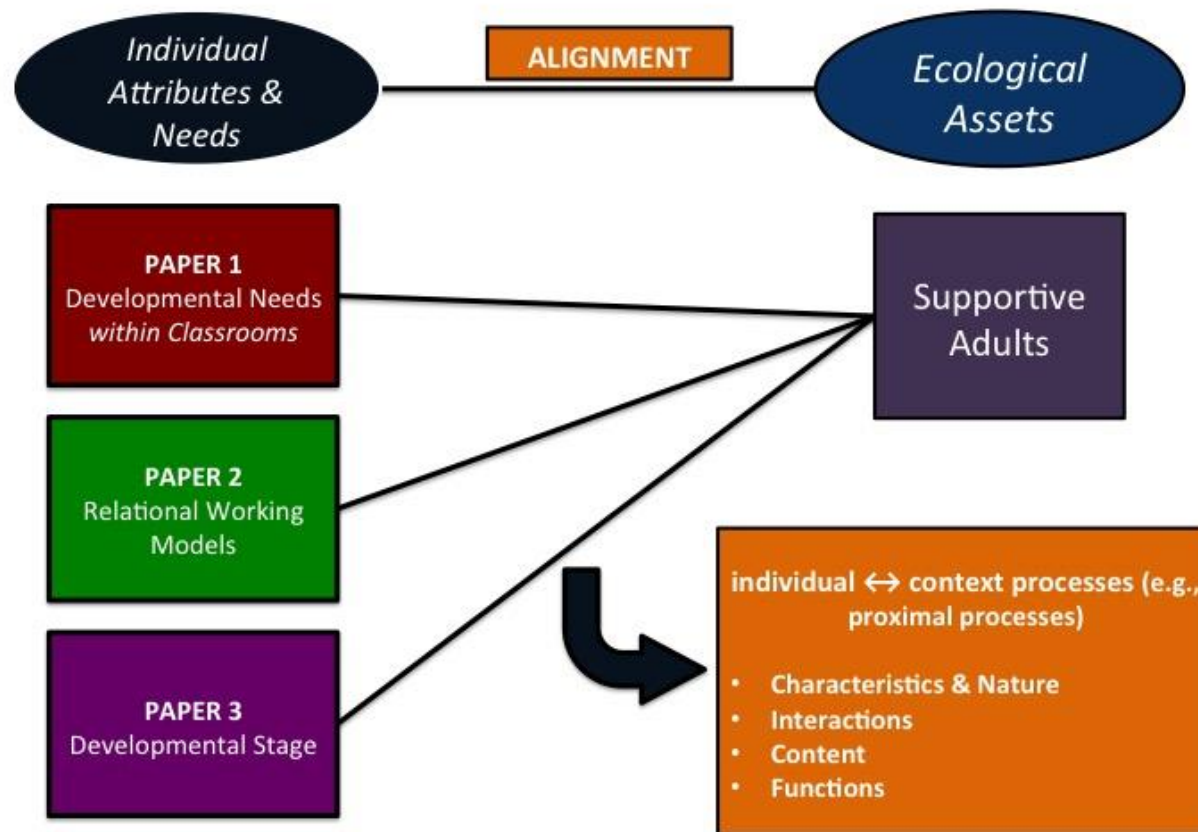 Individual
Attributes &
Needs
ALIGNMENT
Ecological
Assets
PAPER 1
Developmental Needs
within Classrooms
Supportive
Adults
PAPER 2
Relational Working
Models
PAPER 3
Developmental Stage
individual ↔ context processes (e.g.,
proximal processes)
• Characteristics & Nature
• Interactions
• Content
• Functions